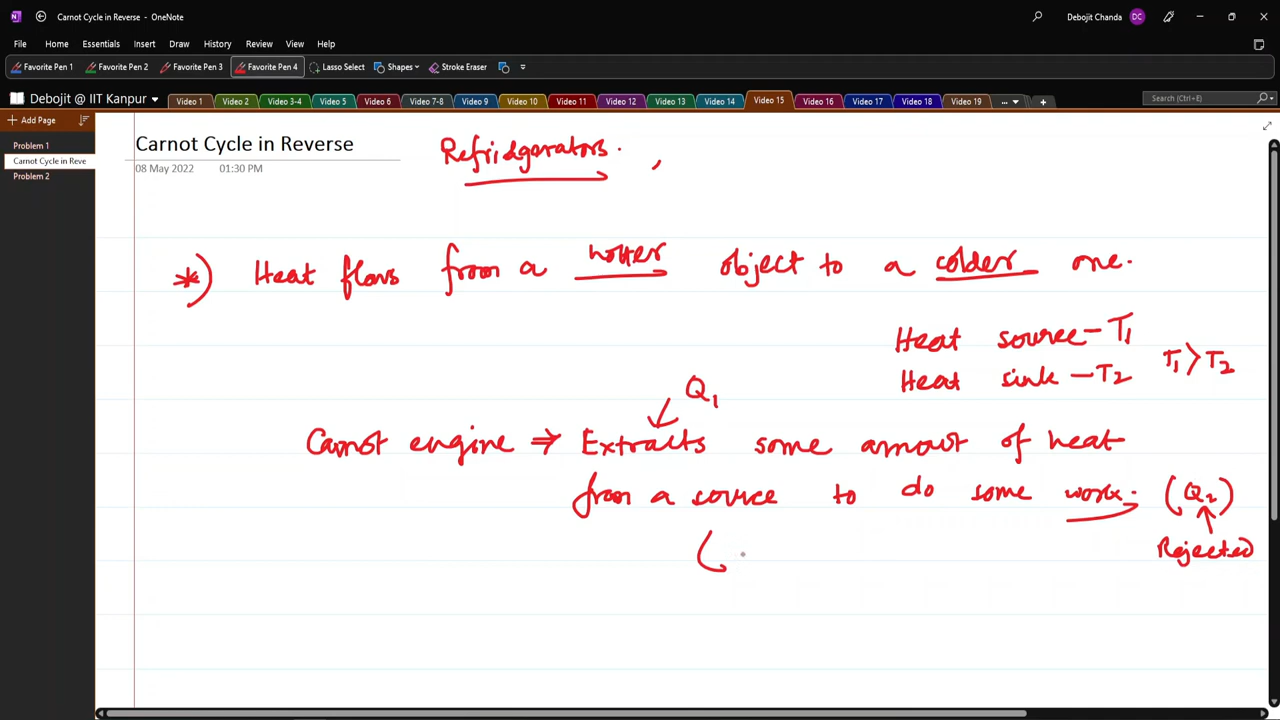 Carnot Cycle in Reverse - OneNote
Debojit Chanda DC
File Home Essentials Insert Draw History Review View Help
Favorite Pen 1 Favorite Pen 2 Favorite Pen 3 Favorite Pen 4 Lasso Select Shapes Stroke Eraser
Debojit @ IIT Kanpur Video 1 Video 2 Video 3-4 Video 5 Video 6 Video 7-8 Video 9 Video 10 Video 11 Video 12 Video 13 Video 14 Video 15 Video 16 Video 17 Video 18 Video 19 ... + Search (Ctrl+E)
Add Page
Problem 1
Carnot Cycle in Reve
Problem 2
Carnot Cycle in Reverse
08 May 2022 01:30 PM
Refridgerators. ,
*) Heat flows from a hotter object to a colder one.
Heat source - T1
Heat sink - T2
T1 > T2
Q1
Carnot engine ⇒ Extracts some amount of heat
from a source to do some work. (Q2)
Rejected